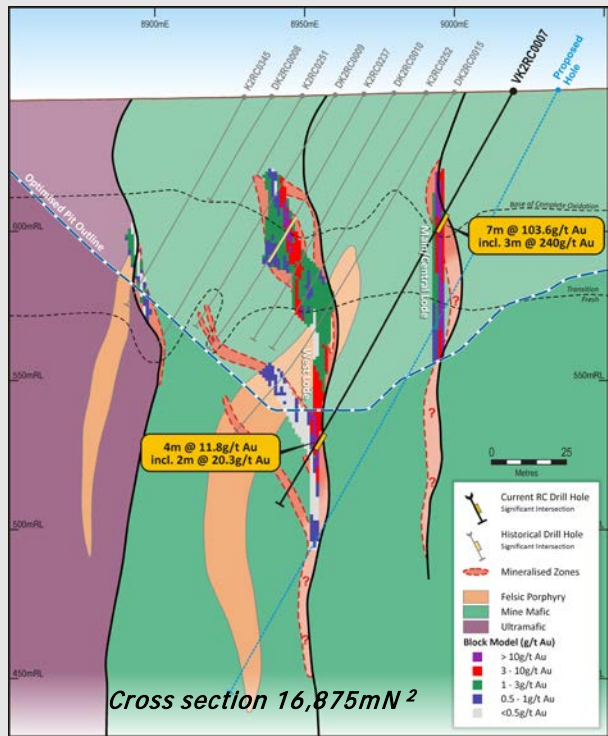 8900mE
8950mE
9000mE
K2RC0345
DK2RC0008
K2RC0251
DK2RC0009
K2RC0237
DK2RC0010
K2RC0252
DK2RC0015
VK2RC0007
Proposed
Hole
Optimised Pit Outline
600mRL
Base of Complete Oxidation
7m @ 103.6g/t Au
incl. 3m @ 240g/t Au
Main/Central Lode
Transition
Fresh
?
550mRL
550mRL
West Lode
4m @ 11.8g/t Au
incl. 2m @ 20.3g/t Au
?
?
0
25
Metres
500mRL
?
?
450mRL
Current RC Drill Hole
Significant Intersection
Historical Drill Hole
Significant Intersection
Mineralised Zones
Felsic Porphyry
Mine Mafic
Ultramafic
Block Model (g/t Au)
> 10g/t Au
3 - 10g/t Au
1 - 3g/t Au
0.5 - 1g/t Au
<0.5g/t Au
Cross section 16,875mN ²